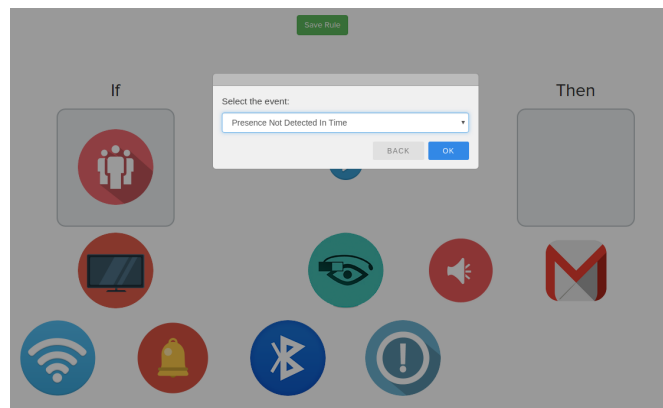 Save Rule
If
Then
Select the event:
Presence Not Detected In Time
BACK
OK